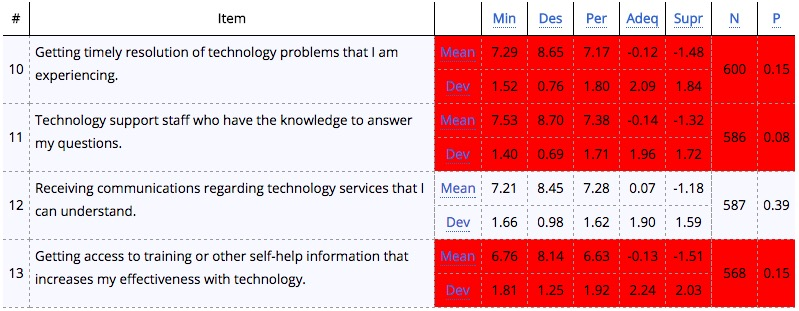 # Item Min Des Per Adeq Supr N P
10 Getting timely resolution of technology problems that I am experiencing. Mean 7.29 8.65 7.17 -0.12 -1.48 600 0.15
Dev 1.52 0.76 1.80 2.09 1.84
11 Technology support staff who have the knowledge to answer my questions. Mean 7.53 8.70 7.38 -0.14 -1.32 586 0.08
Dev 1.40 0.69 1.71 1.96 1.72
12 Receiving communications regarding technology services that I can understand. Mean 7.21 8.45 7.28 0.07 -1.18 587 0.39
Dev 1.66 0.98 1.62 1.90 1.59
13 Getting access to training or other self-help information that increases my effectiveness with technology. Mean 6.76 8.14 6.63 -0.13 -1.51 568 0.15
Dev 1.81 1.25 1.92 2.24 2.03